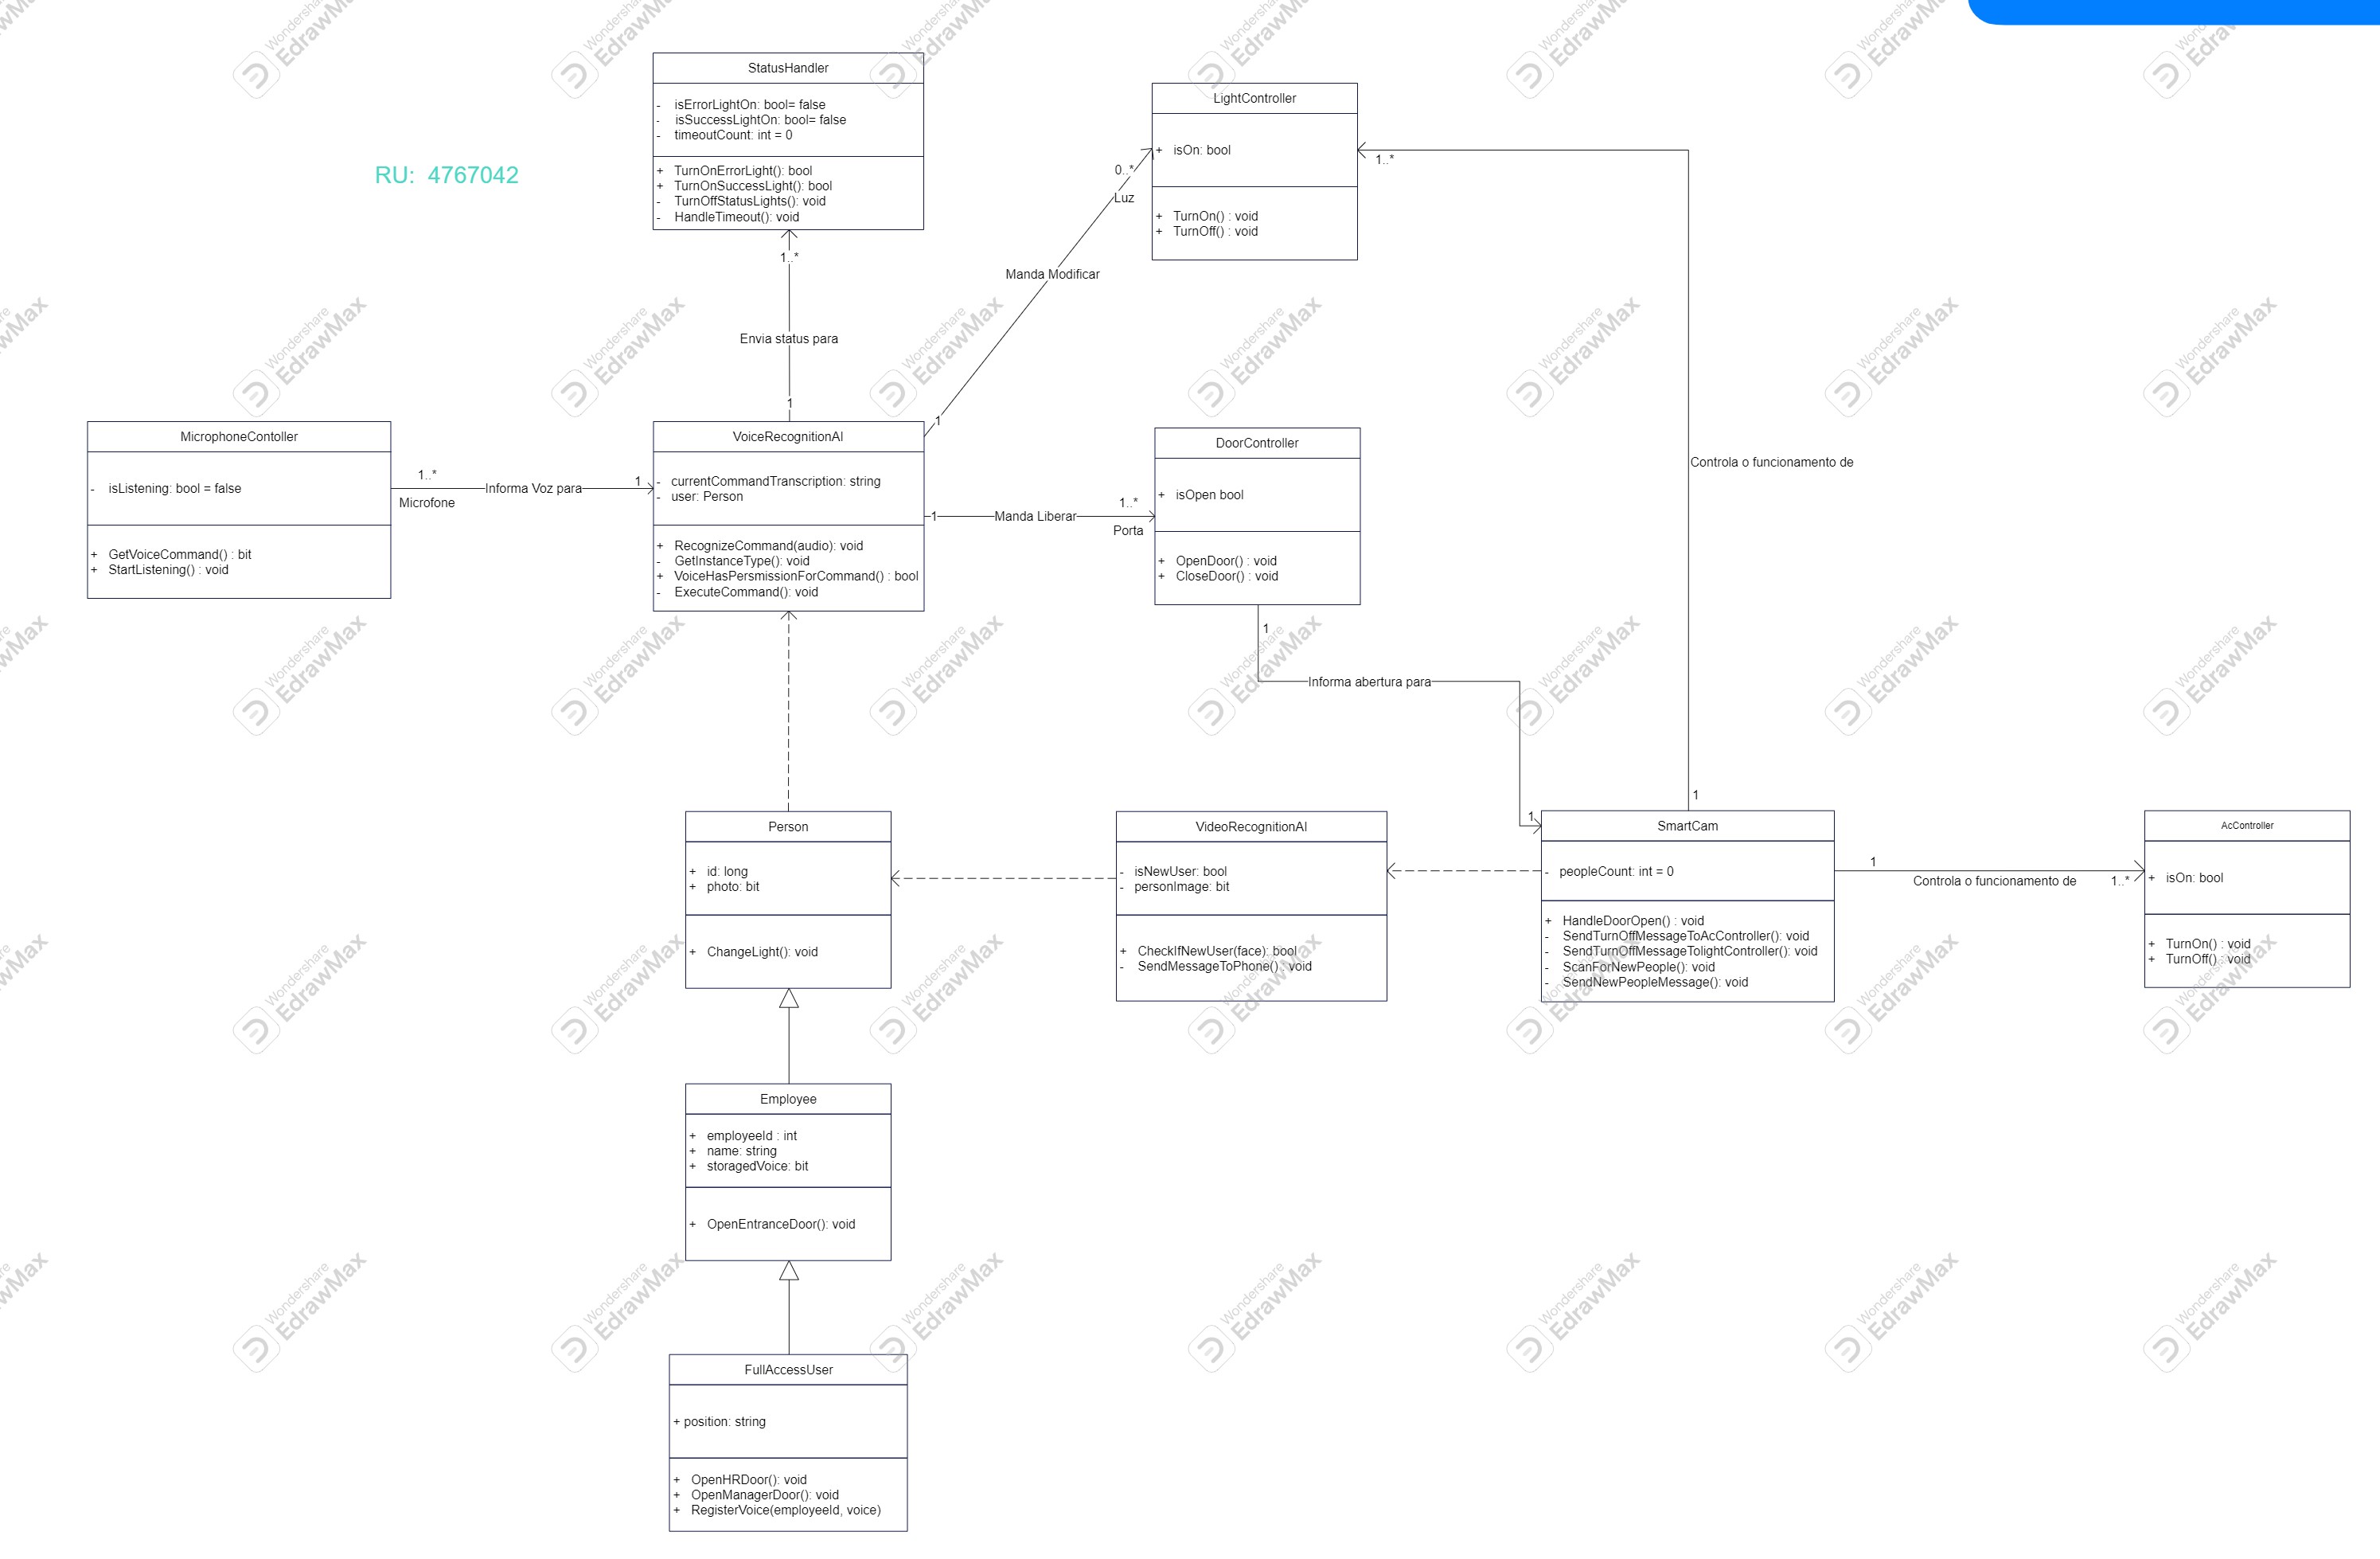 StatusHandler
- isErrorLightOn: bool= false
- isSuccessLightOn: bool= false
- timeoutCount: int = 0
+ TurnOnErrorLight(): bool
+ TurnOnSuccessLight(): bool
- TurnOffStatusLights(): void
- HandleTimeout(): void
RU: 4767042
LightController
+ isOn: bool
+ TurnOn() : void
+ TurnOff() : void
1..*
0..*
Luz
Manda Modificar
1..*
Envia status para
1
1
Controla o funcionamento de
1
MicrophoneContoller
- isListening: bool = false
+ GetVoiceCommand() : bit
+ StartListening() : void
1..*
Informa Voz para
1
Microfone
VoiceRecognitionAI
- currentCommandTranscription: string
- user: Person
+ RecognizeCommand(audio): void
- GetInstanceType(): void
+ VoiceHasPersmissionForCommand() : bool
- ExecuteCommand(): void
1
Manda Liberar
1..*
Porta
DoorController
+ isOpen bool
+ OpenDoor() : void
+ CloseDoor() : void
1
Informa abertura para
1
Person
+ id: long
+ photo: bit
+ ChangeLight(): void
VideoRecognitionAI
- isNewUser: bool
- personImage: bit
+ CheckIfNewUser(face): bool
- SendMessageToPhone() : void
SmartCam
- peopleCount: int = 0
+ HandleDoorOpen() : void
- SendTurnOffMessageToAcController(): void
- SendTurnOffMessageTolightController(): void
- ScanForNewPeople(): void
- SendNewPeopleMessage(): void
1
Controla o funcionamento de
1..*
AcController
+ isOn: bool
+ TurnOn() : void
+ TurnOff() : void
Employee
+ employeeId : int
+ name: string
+ storagedVoice: bit
+ OpenEntranceDoor(): void
FullAccessUser
+ position: string
+ OpenHRDoor(): void
+ OpenManagerDoor(): void
+ RegisterVoice(employeeId, voice)
Wondershare
EdrawMax